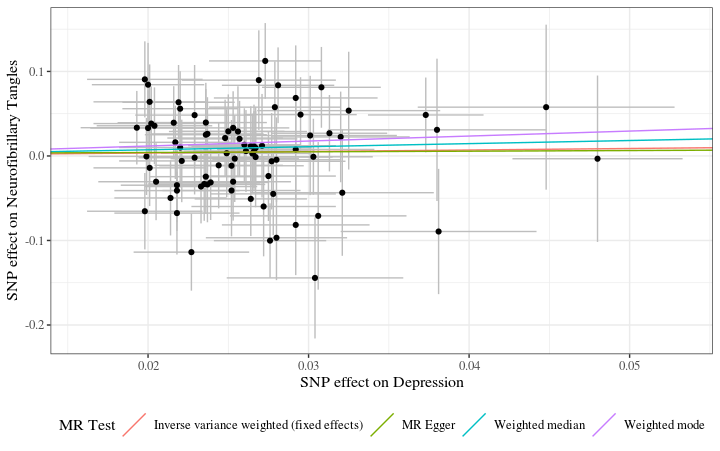 SNP effect on Neurofibrillary Tangles
0.1
0.0
-0.1
-0.2
0.02 0.03 0.04 0.05
SNP effect on Depression
MR Test Inverse variance weighted (fixed effects) MR Egger Weighted median Weighted mode